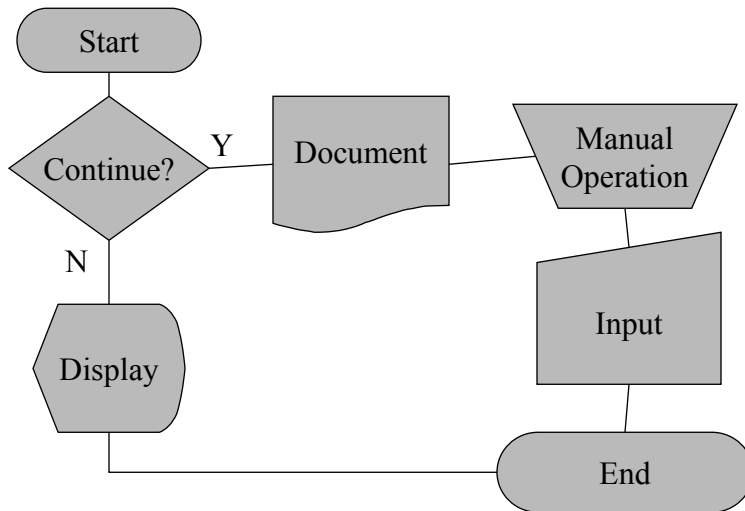 Start
Continue?
Y
Document
Manual
Operation
N
Display
Input
End